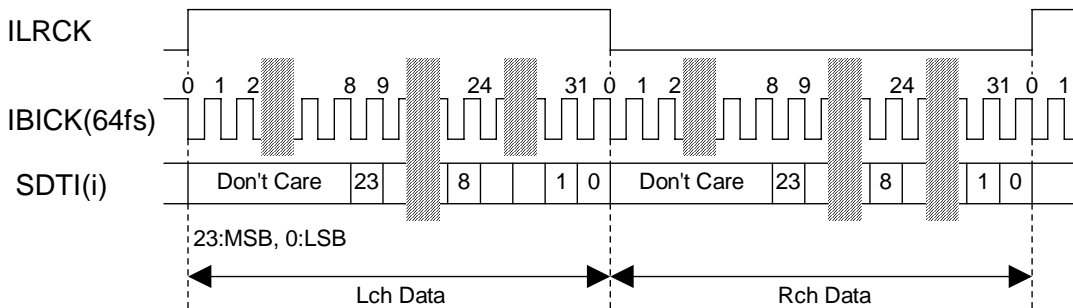 ILRCK
0 1 2 8 9 24 31 0 1 2 8 9 24 31 0 1
IBICK(64fs)
SDTI(i) Don't Care 23 8 1 0 Don't Care 23 8 1 0
23:MSB, 0:LSB
Lch Data Rch Data